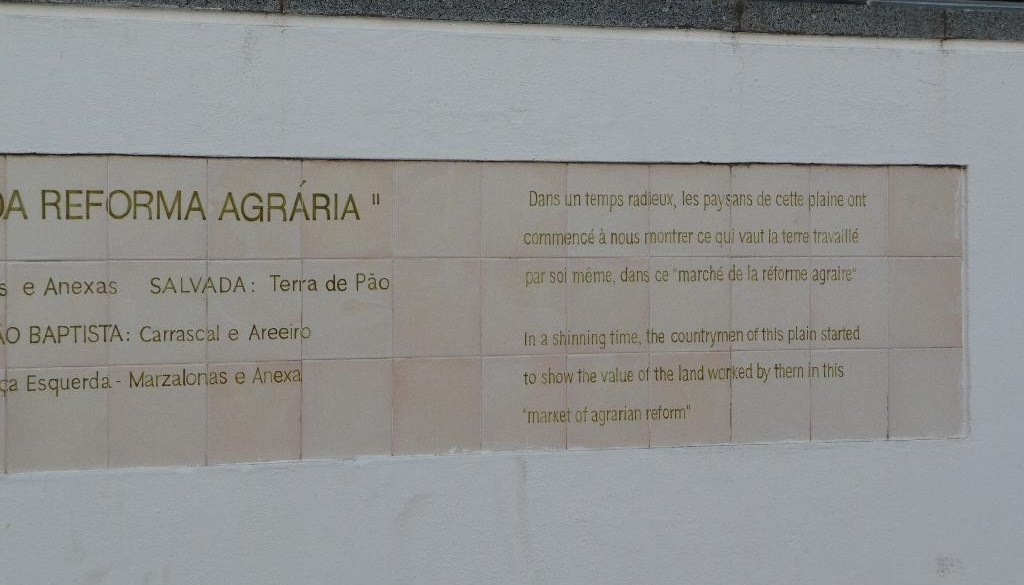 DA REFORMA AGRÁRIA "
s e Anexas SALVADA: Terra de Pão
ÃO BAPTISTA: Carrascal e Areeiro
ça Esquerda - Marzalonas e Anexa
Dans un temps radieux, les paysans de cette plaine ont
commencé à nous montrer ce qui vaut la terre travaillé
par soi même, dans ce "marché de la réforme agraire"
In a shinning time, the countrymen of this plain started
to show the value of the land worked by them in this
"market of agrarian reform"